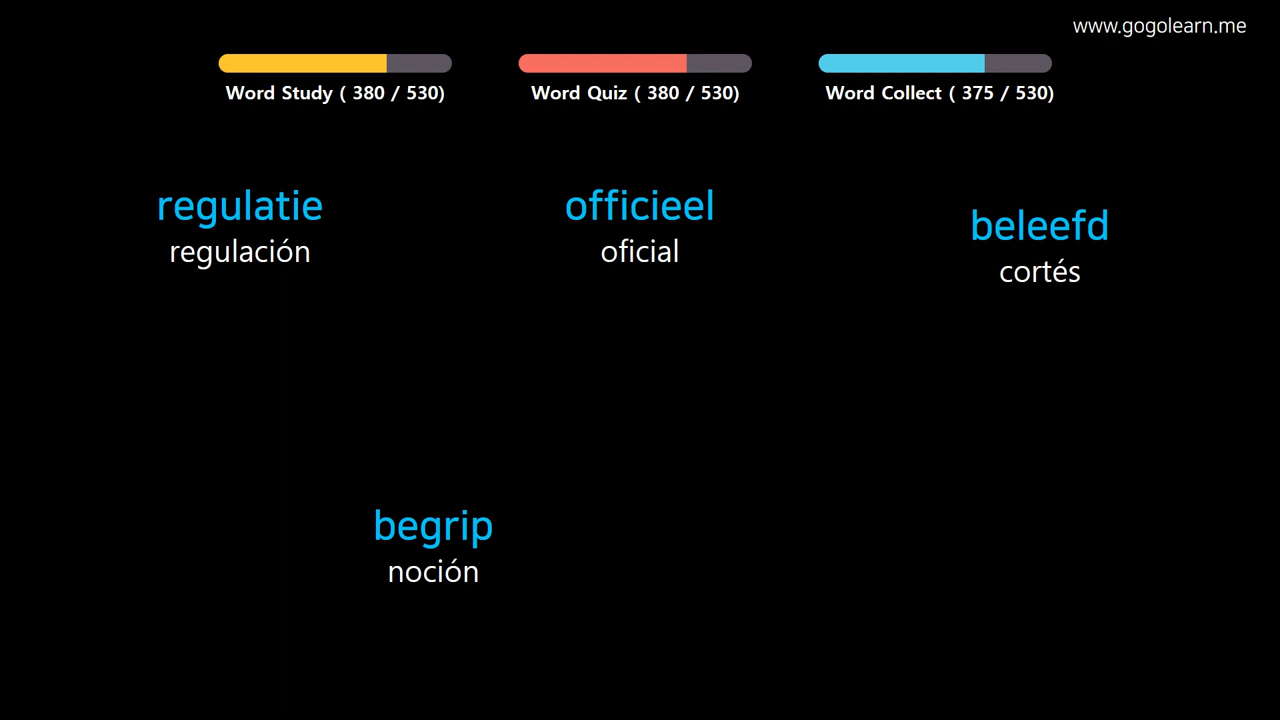 www.gogolearn.me
Word Study ( 380 / 530)
Word Quiz ( 380 / 530)
Word Collect ( 375 / 530)
regulatie
regulación
officieel
oficial
beleefd
cortés
begrip
noción